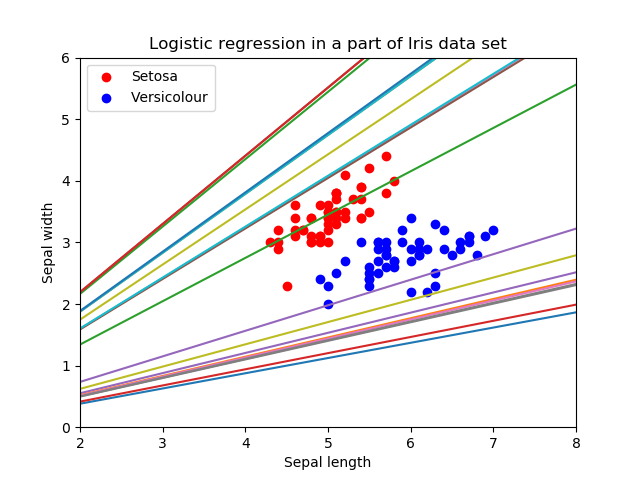 Logistic regression in a part of Iris data set
Setosa
Versicolour
6
5
4
3
2
1
0
Sepal width
2 3 4 5 6 7 8
Sepal length